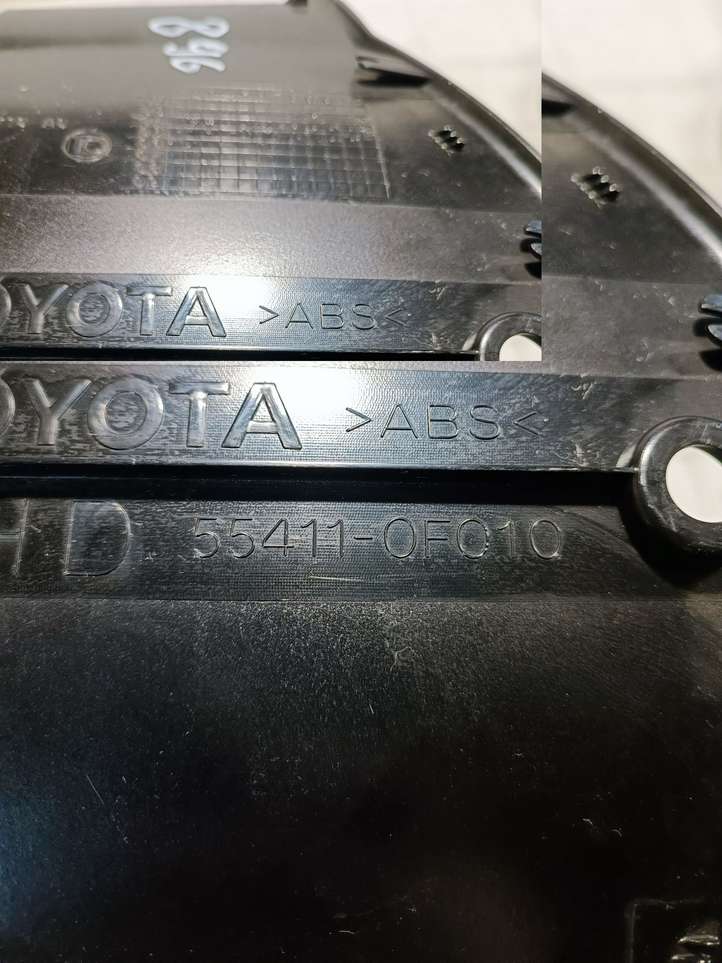 896
OYOTA >ABS<
OYOTA >ABS<
HD 55411-0F010